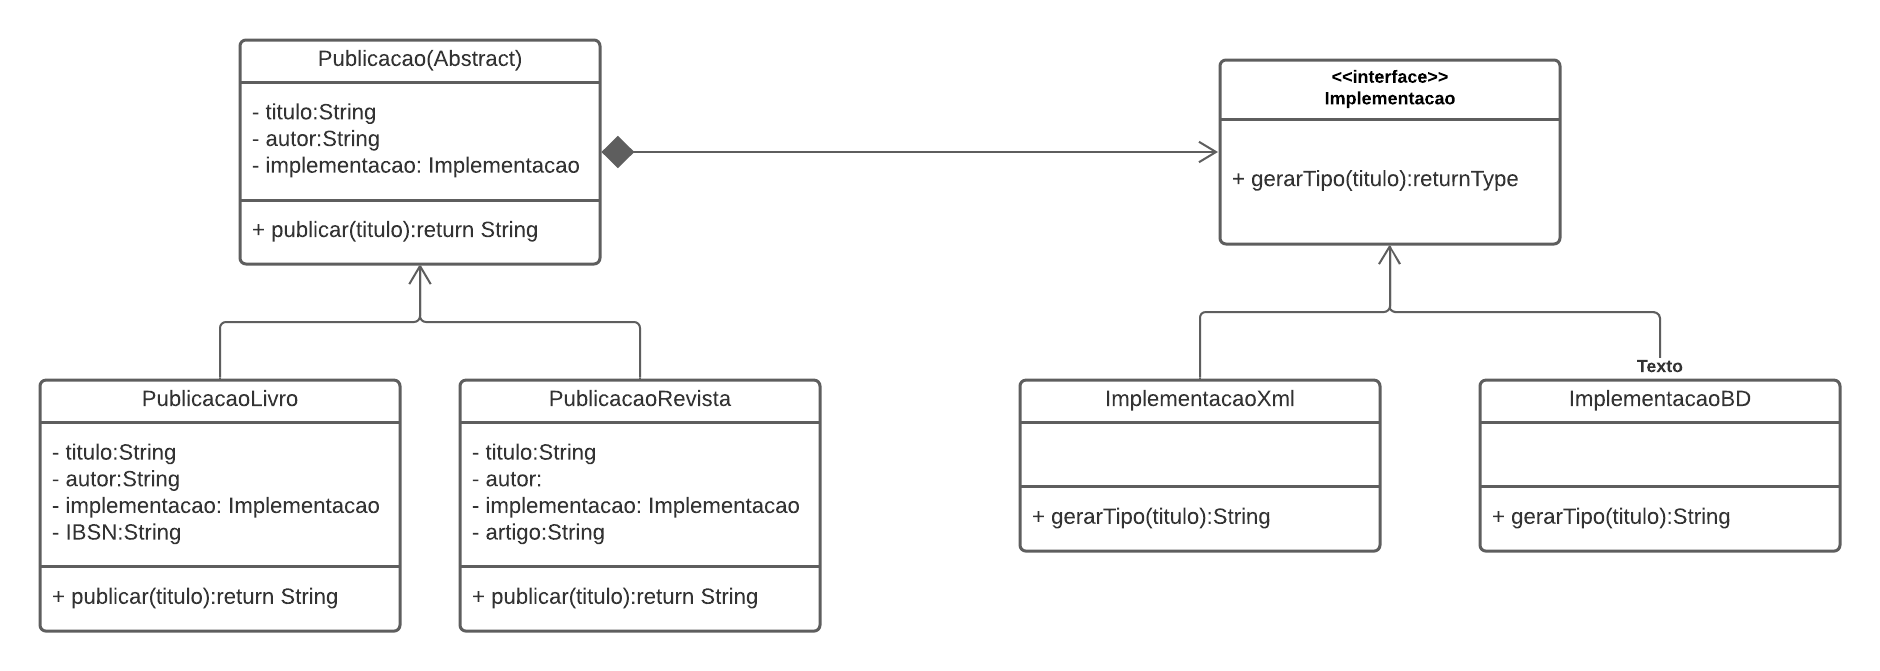 Publicacao(Abstract)
- titulo:String
- autor:String
- implementacao: Implementacao
+ publicar(titulo):return String
<<interface>>
Implementacao
+ gerarTipo(titulo):returnType
PublicacaoLivro
- titulo:String
- autor:String
- implementacao: Implementacao
- IBSN:String
+ publicar(titulo):return String
PublicacaoRevista
- titulo:String
- autor:
- implementacao: Implementacao
- artigo:String
+ publicar(titulo):return String
ImplementacaoXml
+ gerarTipo(titulo):String
Texto
ImplementacaoBD
+ gerarTipo(titulo):String